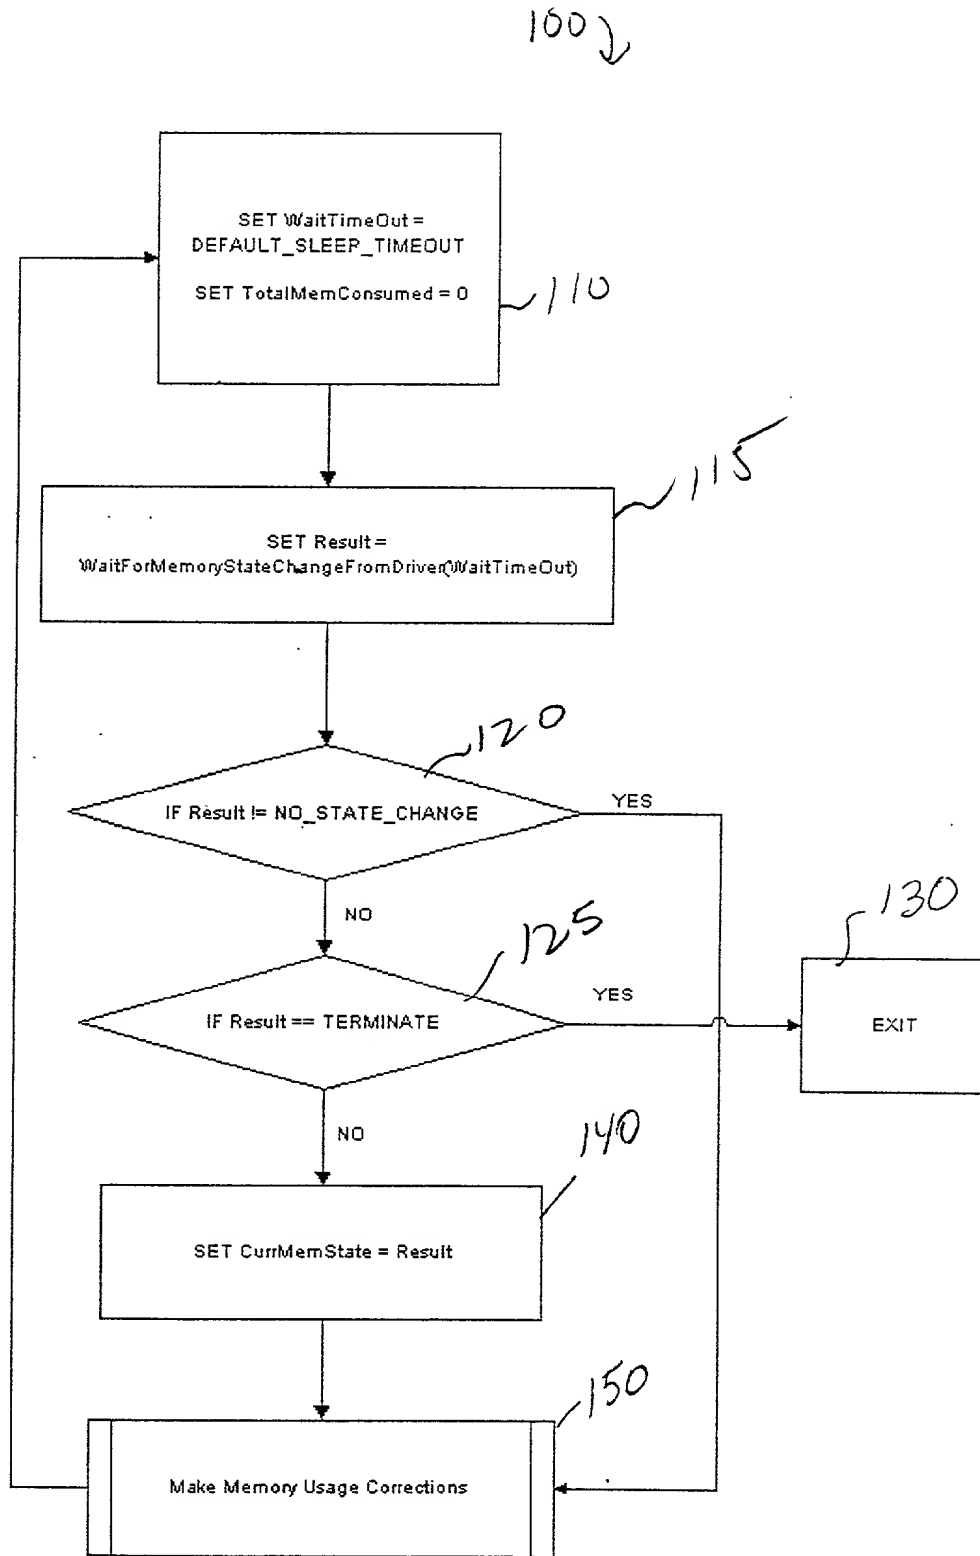 100
SET WaitTimeOut =
DEFAULT_SLEEP_TIMEOUT
SET TotalMemConsumed = 0
110
115
SET Result =
WaitForMemoryStateChangeFromDriver(WaitTimeOut)
120
IF Result != NO_STATE_CHANGE
YES
NO
125
130
IF Result == TERMINATE
YES
EXIT
NO
140
SET CurrMemState = Result
150
Make Memory Usage Corrections